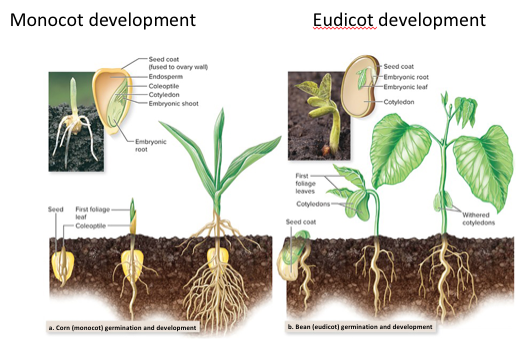 Monocot development
Eudicot development
Seed coat
(fused to ovary wall)
Endosperm
Coleoptile
Cotyledon
Embryonic shoot
Embryonic
root
Seed
First foliage
leaf
Coleoptile
a. Corn (monocot) germination and development
Seed coat
Embryonic root
Embryonic leaf
Cotyledon
First
foliage
leaves
Cotyledons
Seed coat
Withered
cotyledons
b. Bean (eudicot) germination and development